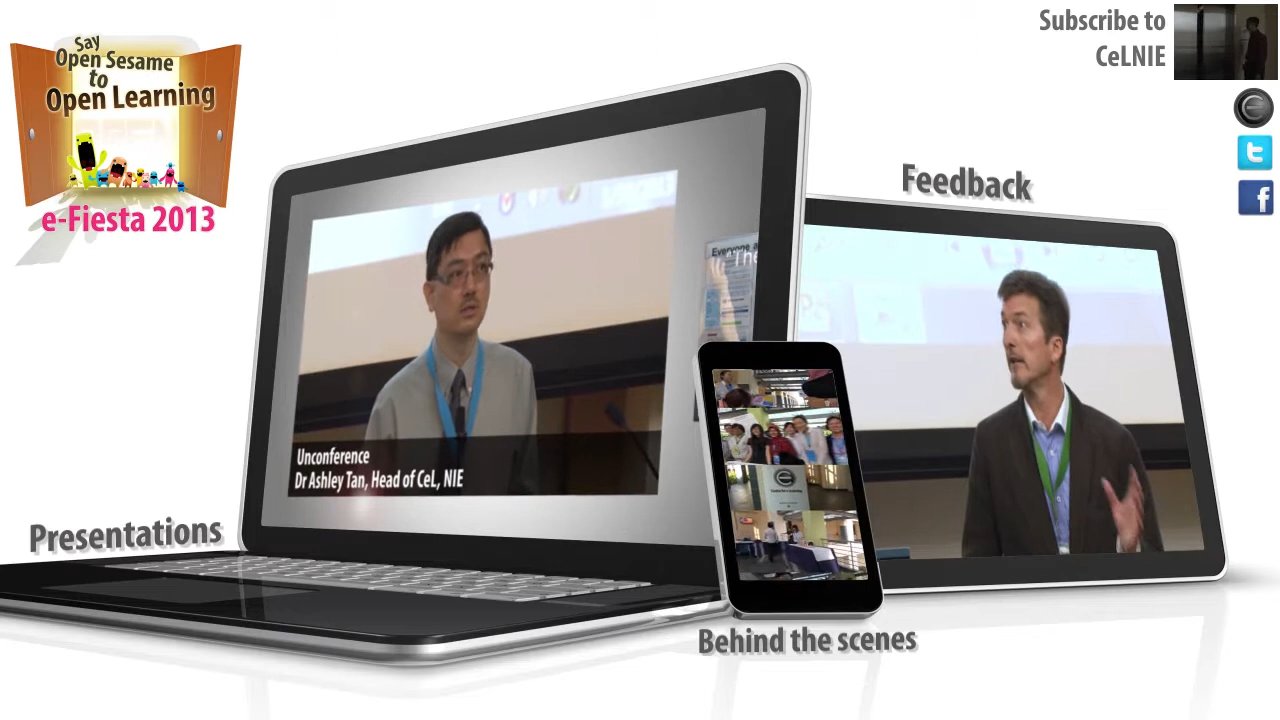 Say
Open Sesame
to
Open Learning
e-Fiesta 2013
Subscribe to
CeLNIE
Feedback
Everyone
Unconference
Dr Ashley Tan, Head of CeL, NIE
Presentations
Behind the scenes